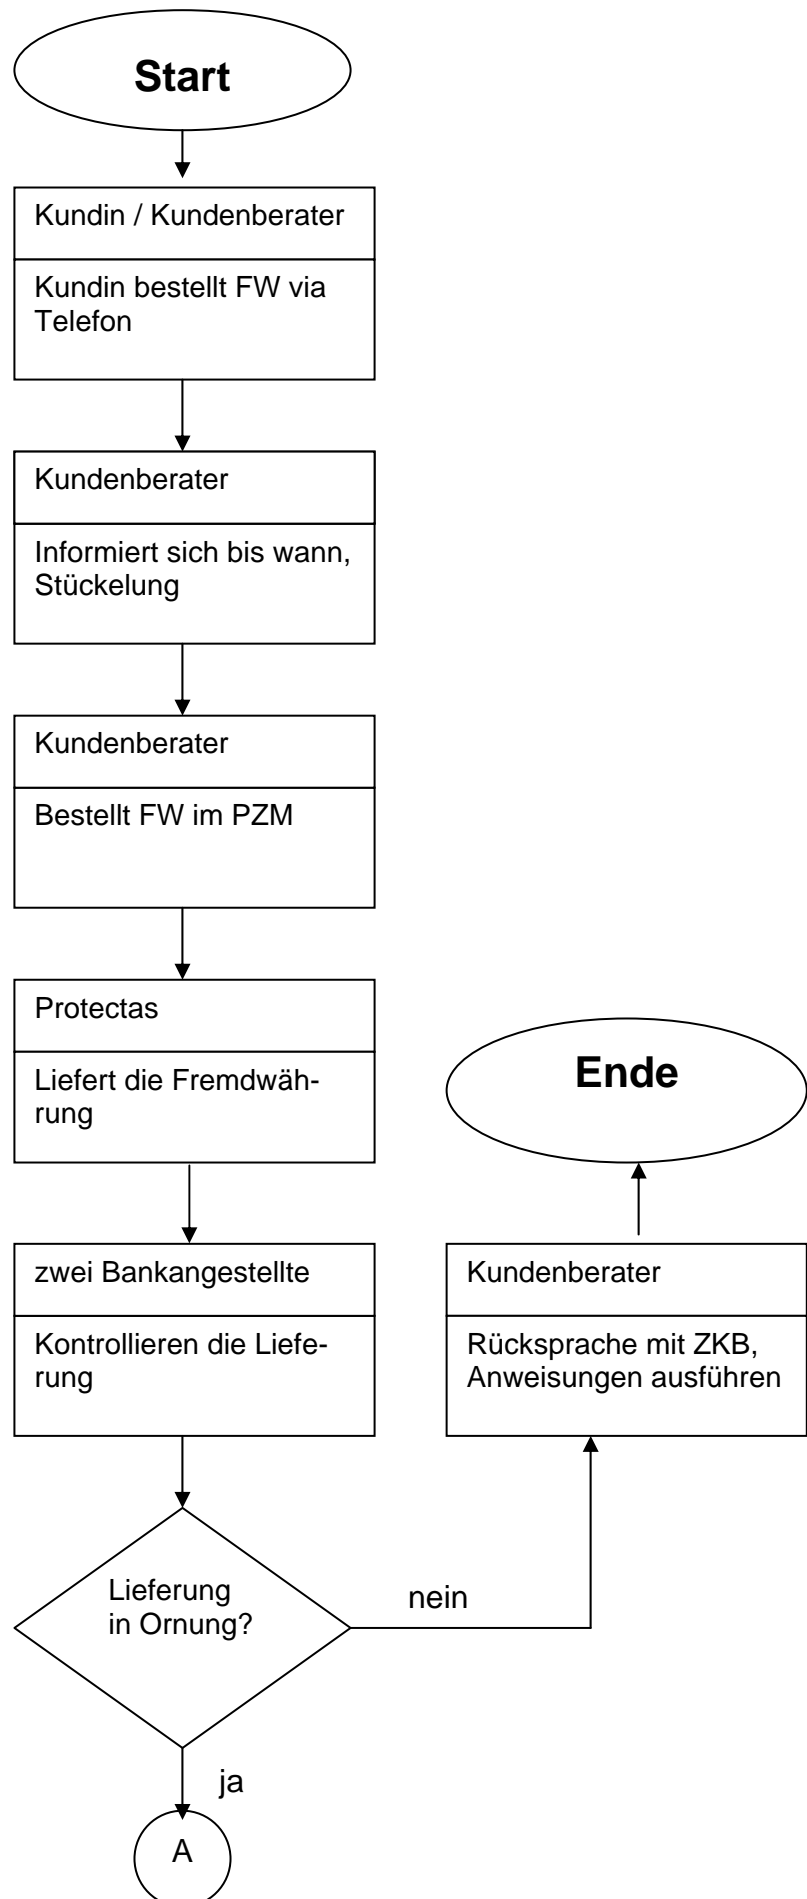 Start
Kundin / Kundenberater
Kundin bestellt FW via
Telefon
Kundenberater
Informiert sich bis wann,
Stückelung
Kundenberater
Bestellt FW im PZM
Protectas
Liefert die Fremdwäh-
rung
zwei Bankangestellte
Kontrollieren die Liefe-
rung
Lieferung
in Ornung?
nein
Kundenberater
Rücksprache mit ZKB,
Anweisungen ausführen
Ende
ja
A